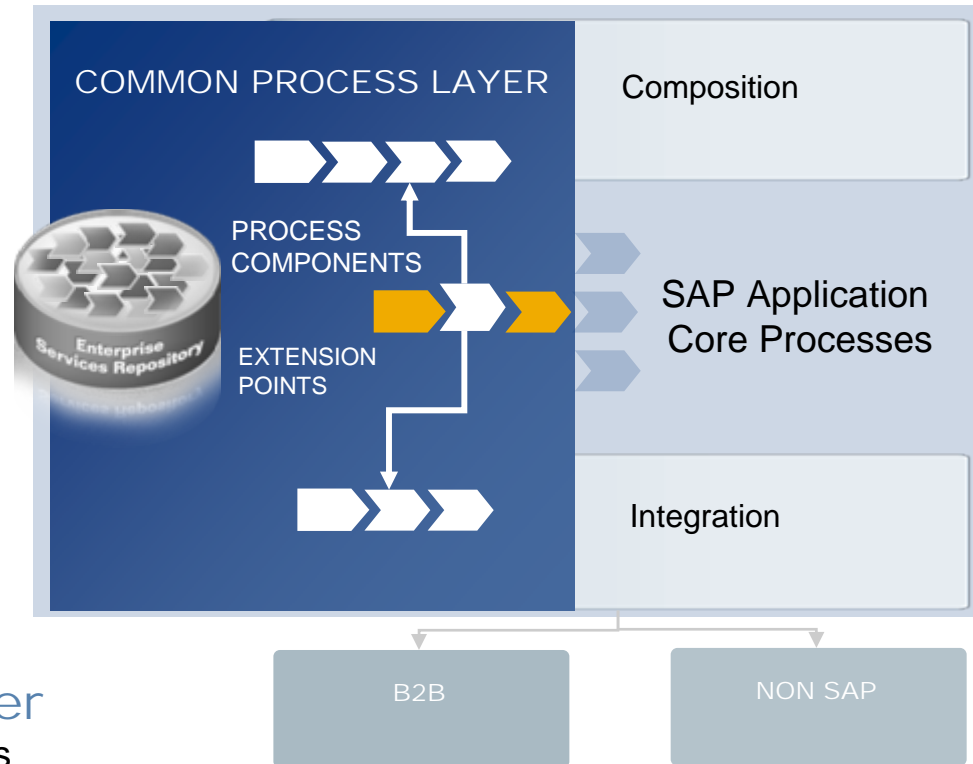 COMMON PROCESS LAYER
Composition
PROCESS
COMPONENTS
Enterprise
Services Repository
SAP Application
Core Processes
EXTENSION
POINTS
Integration
B2B
NON SAP
er
s